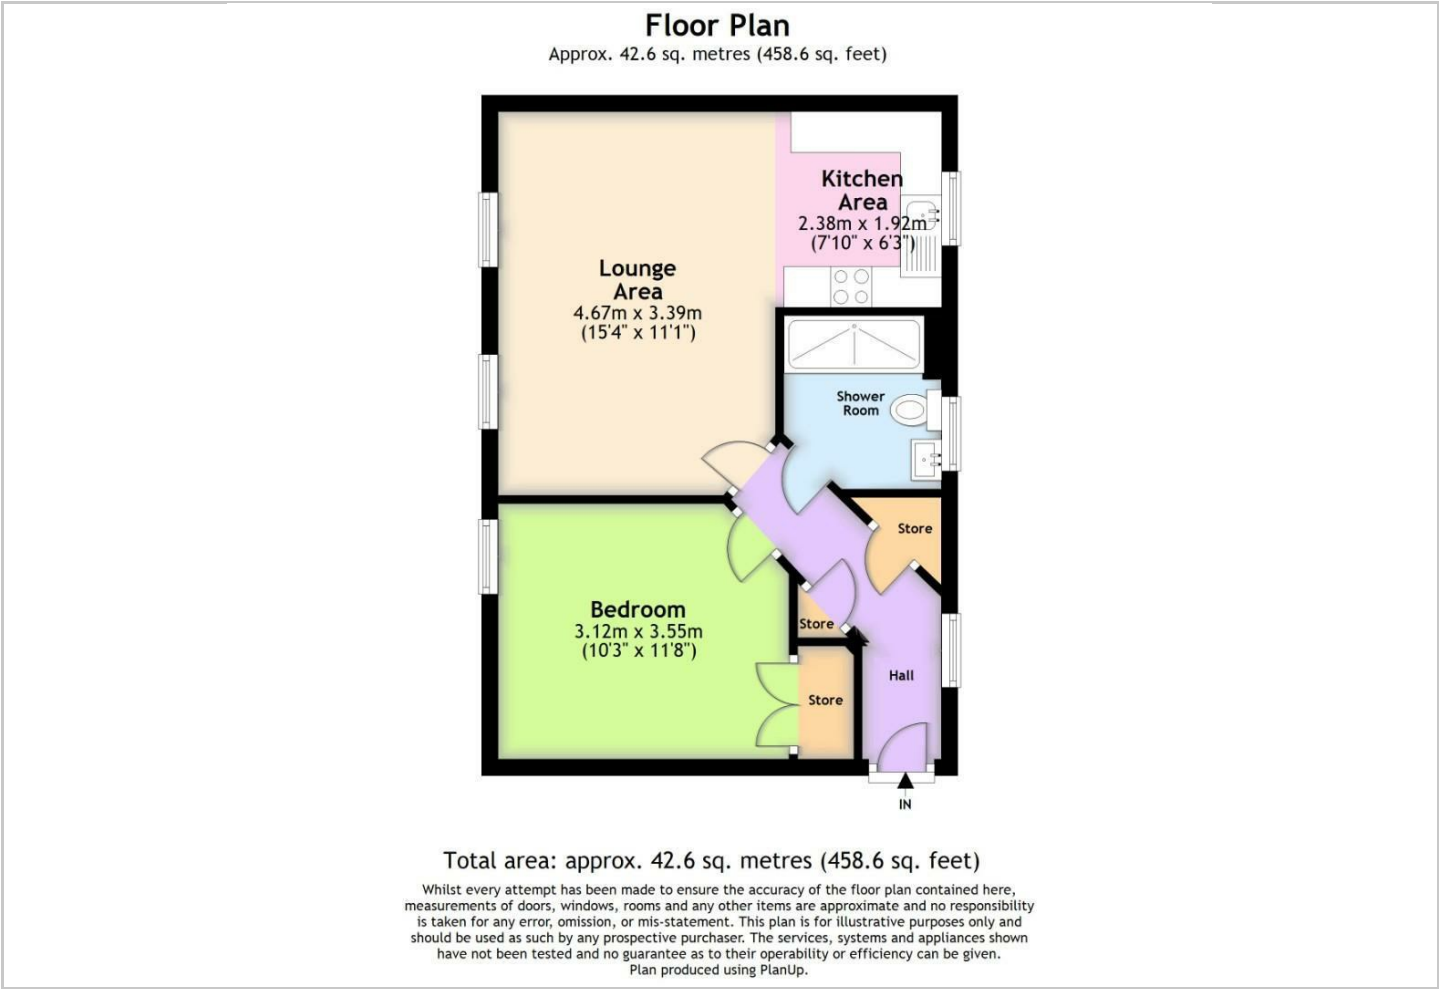 Floor Plan
Approx. 42.6 sq. metres (458.6 sq. feet)
Kitchen
Area
2.38m x 1.92m
(7'10" x 6'3")
Lounge
Area
4.67m x 3.39m
(15'4" x 11'1")
Shower
Room
Store
Bedroom
3.12m x 3.55m
(10'3" x 11'8")
Store
Hall
Store
IN
Total area: approx. 42.6 sq. metres (458.6 sq. feet)
Whilst every attempt has been made to ensure the accuracy of the floor plan contained here,
measurements of doors, windows, rooms and any other items are approximate and no responsibility
is taken for any error, omission, or mis-statement. This plan is for illustrative purposes only and
should be used as such by any prospective purchaser. The services, systems and appliances shown
have not been tested and no guarantee as to their operability or efficiency can be given.
Plan produced using PlanUp.